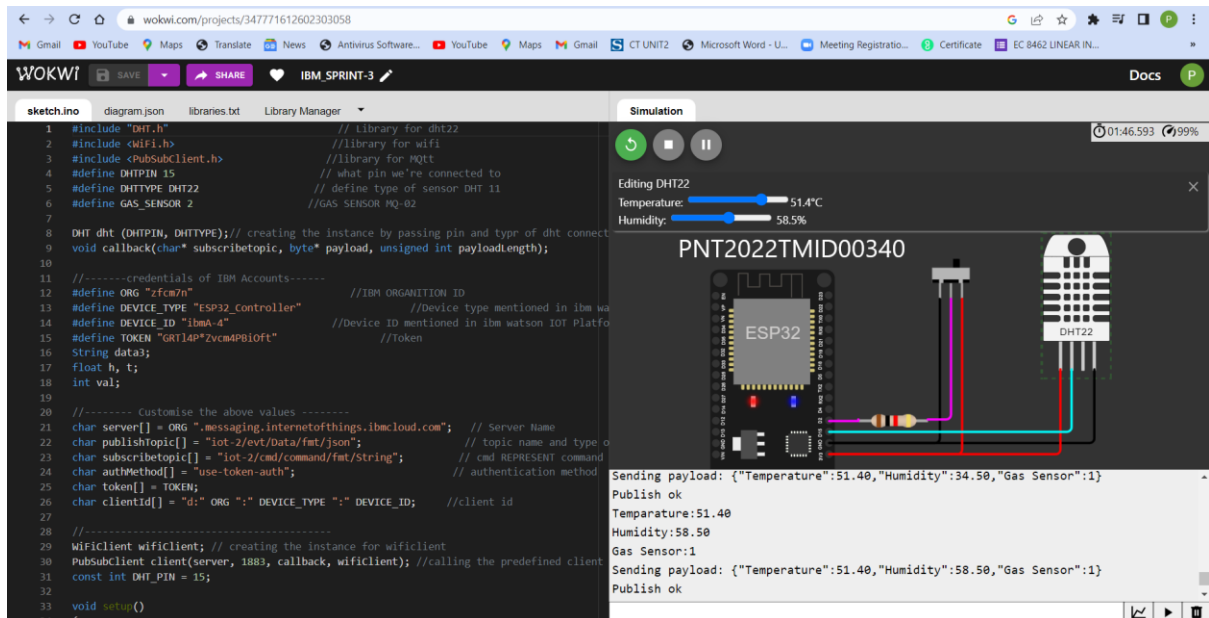 wokwi.com/projects/347771612602303058
Gmail YouTube Maps Translate News Antivirus Software... YouTube Maps Gmail CT UNIT2 Microsoft Word - U... Meeting Registratio... Certificate EC 8462 LINEAR IN... »
WOKWI SAVE SHARE IBM_SPRINT-3 Docs P
sketch.ino diagram.json libraries.txt Library Manager
1 #include "DHT.h" // Library for dht22
2 #include <WiFi.h> //library for wifi
3 #include <PubSubClient.h> //library for MQtt
4 #define DHTPIN 15 // what pin we're connected to
5 #define DHTTYPE DHT22 // define type of sensor DHT 11
6 #define GAS_SENSOR 2 //GAS SENSOR MQ-02
7
8 DHT dht (DHTPIN, DHTTYPE);// creating the instance by passing pin and typr of dht connect
9 void callback(char* subscribetopic, byte* payload, unsigned int payloadLength);
10
11 //-------credentials of IBM Accounts------
12 #define ORG "zfcm7n" //IBM ORGANITION ID
13 #define DEVICE_TYPE "ESP32_Controller" //Device type mentioned in ibm wa
14 #define DEVICE_ID "ibmA-4" //Device ID mentioned in ibm watson IOT Platfo
15 #define TOKEN "GRTl4P*Zvcm4PBiOft" //Token
16 String data3;
17 float h, t;
18 int val;
19
20 //-------- Customise the above values --------
21 char server[] = ORG ".messaging.internetofthings.ibmcloud.com"; // Server Name
22 char publishTopic[] = "iot-2/evt/Data/fmt/json"; // topic name and type o
23 char subscribetopic[] = "iot-2/cmd/command/fmt/String"; // cmd REPRESENT command
24 char authMethod[] = "use-token-auth"; // authentication method
25 char token[] = TOKEN;
26 char clientId[] = "d:" ORG ":" DEVICE_TYPE ":" DEVICE_ID; //client id
27
28 //-----------------------------------------
29 WiFiClient wifiClient; // creating the instance for wificlient
30 PubSubClient client(server, 1883, callback, wifiClient); //calling the predefined client
31 const int DHT_PIN = 15;
32
33 void setup()
Simulation
01:46.593 99%
Editing DHT22
Temperature: 51.4°C
Humidity: 58.5%
PNT2022TMID00340
ESP32
DHT22
Sending payload: {"Temperature":51.40,"Humidity":34.50,"Gas Sensor":1}
Publish ok
Temparature:51.40
Humidity:58.50
Gas Sensor:1
Sending payload: {"Temperature":51.40,"Humidity":58.50,"Gas Sensor":1}
Publish ok